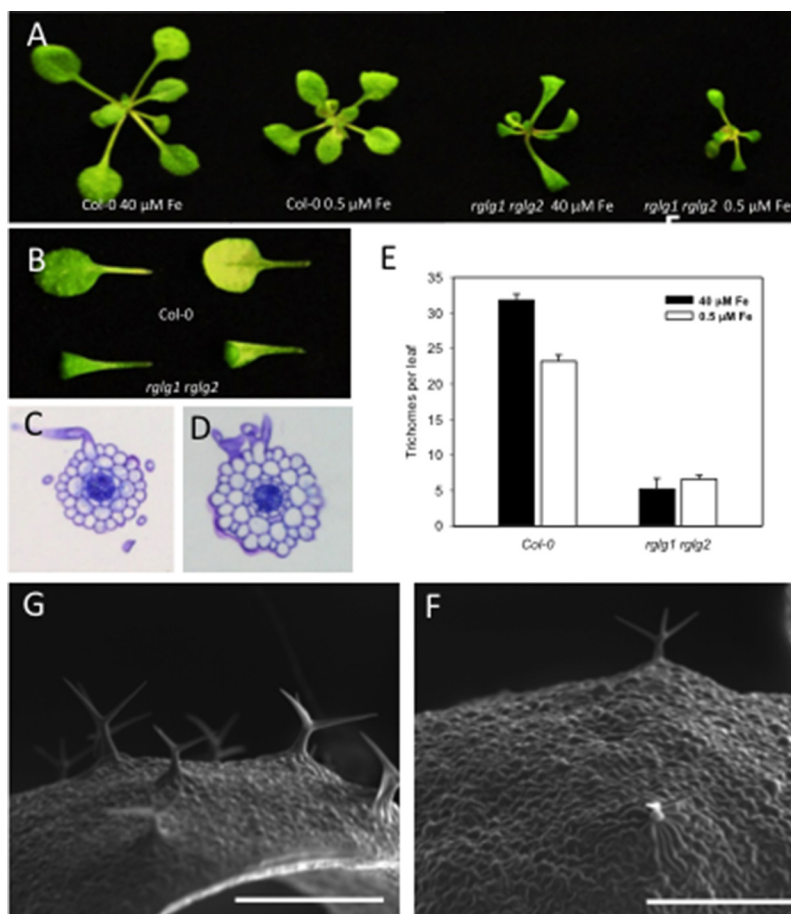 A
Col-0 40 µM Fe
Col-0 0.5 µM Fe
rglg1 rglg2 40 µM Fe
rglg1 rglg2 0.5 µM Fe
B
Col-0
rglg1 rglg2
C
D
E
35
30
25
20
15
10
5
0
Trichomes per leaf
40 µM Fe
0.5 µM Fe
Col-0
rglg1 rglg2
G
F